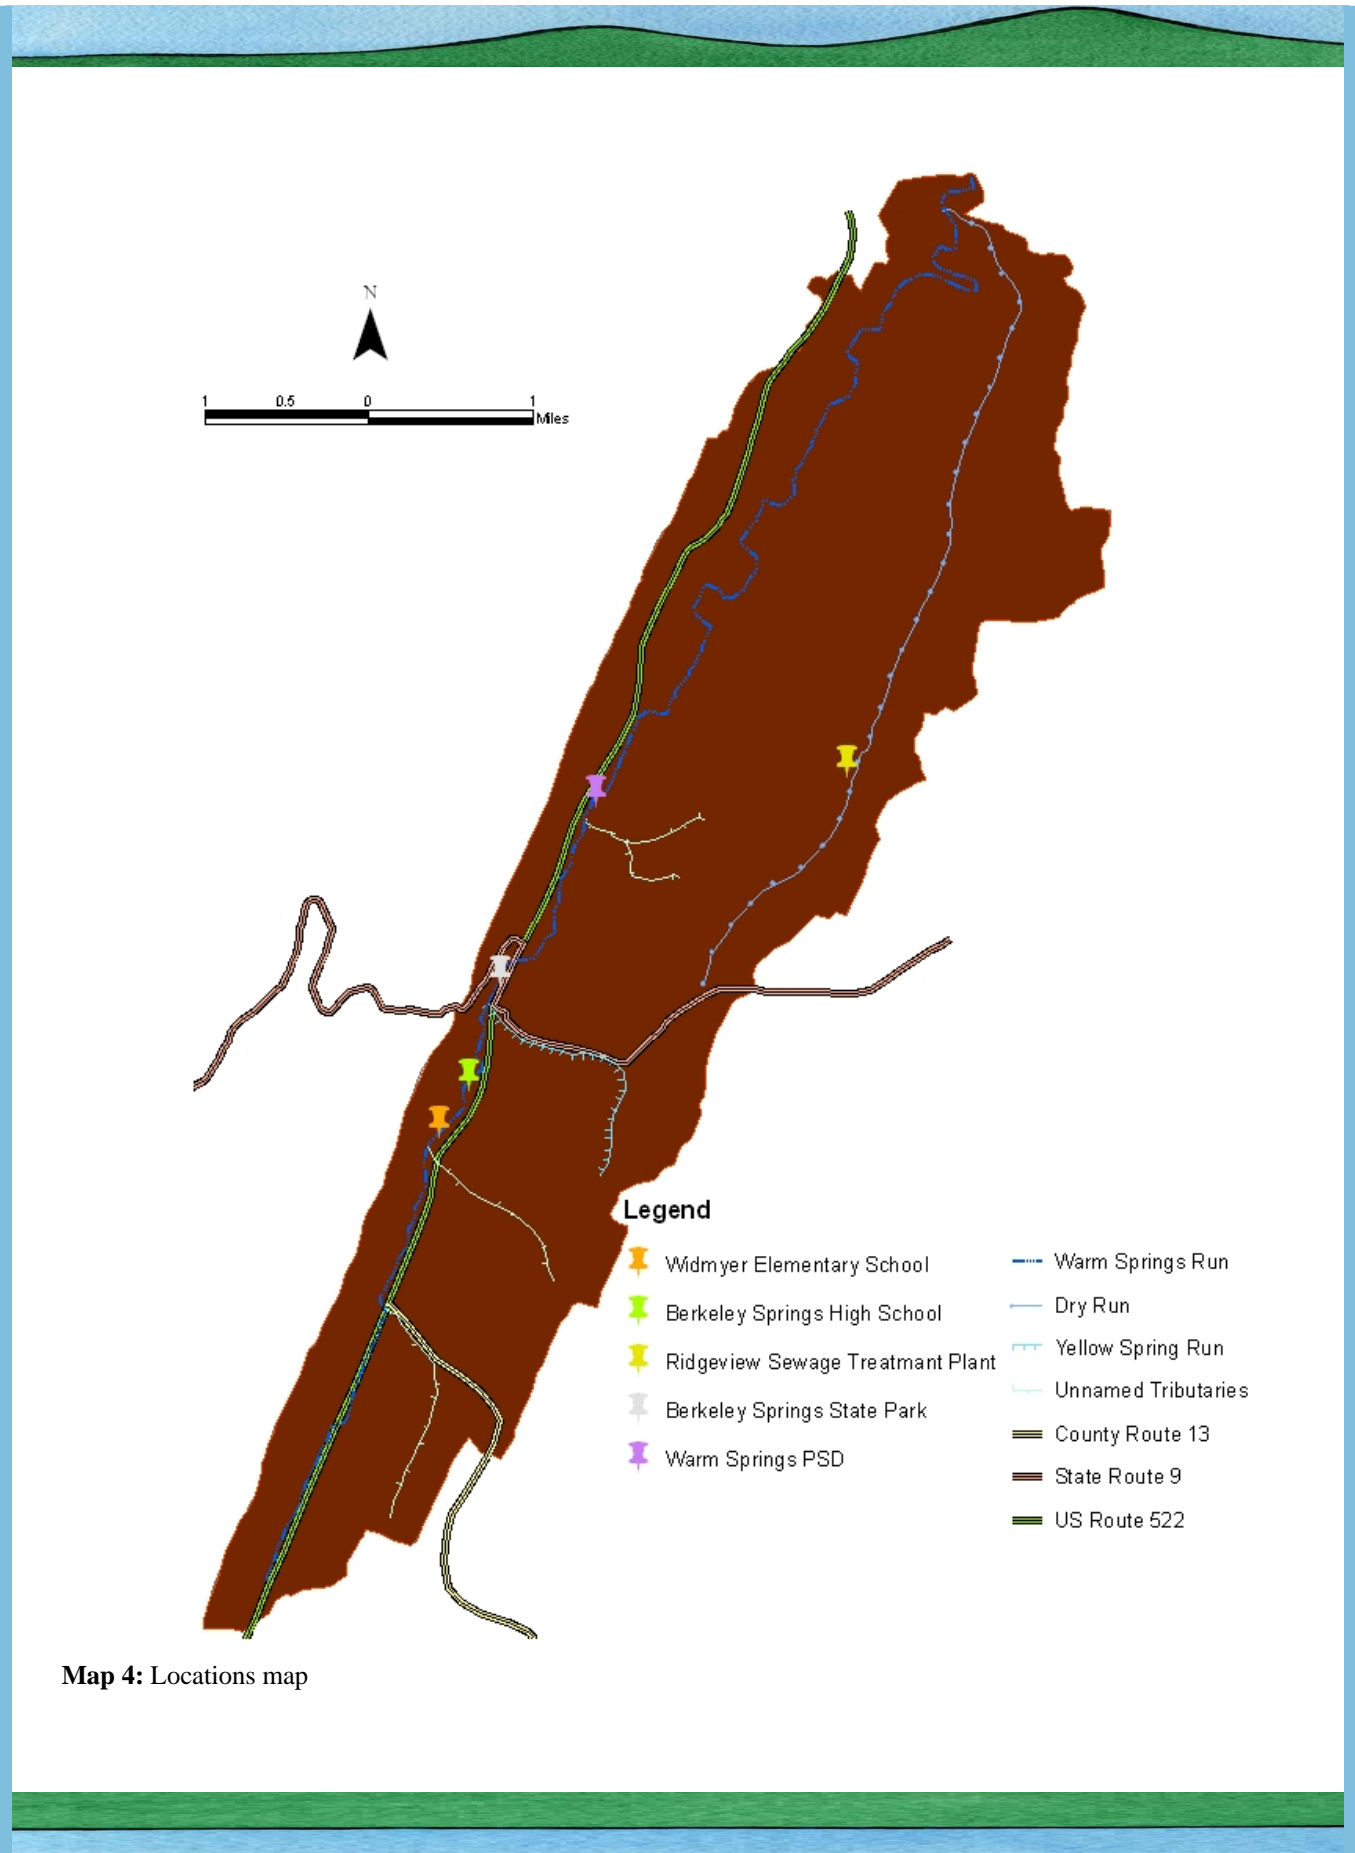 N
1 0.5 0 1
Miles
Legend
Widmyer Elementary School
Berkeley Springs High School
Ridgeview Sewage Treatmant Plant
Berkeley Springs State Park
Warm Springs PSD
Warm Springs Run
Dry Run
Yellow Spring Run
Unnamed Tributaries
County Route 13
State Route 9
US Route 522
Map 4: Locations map